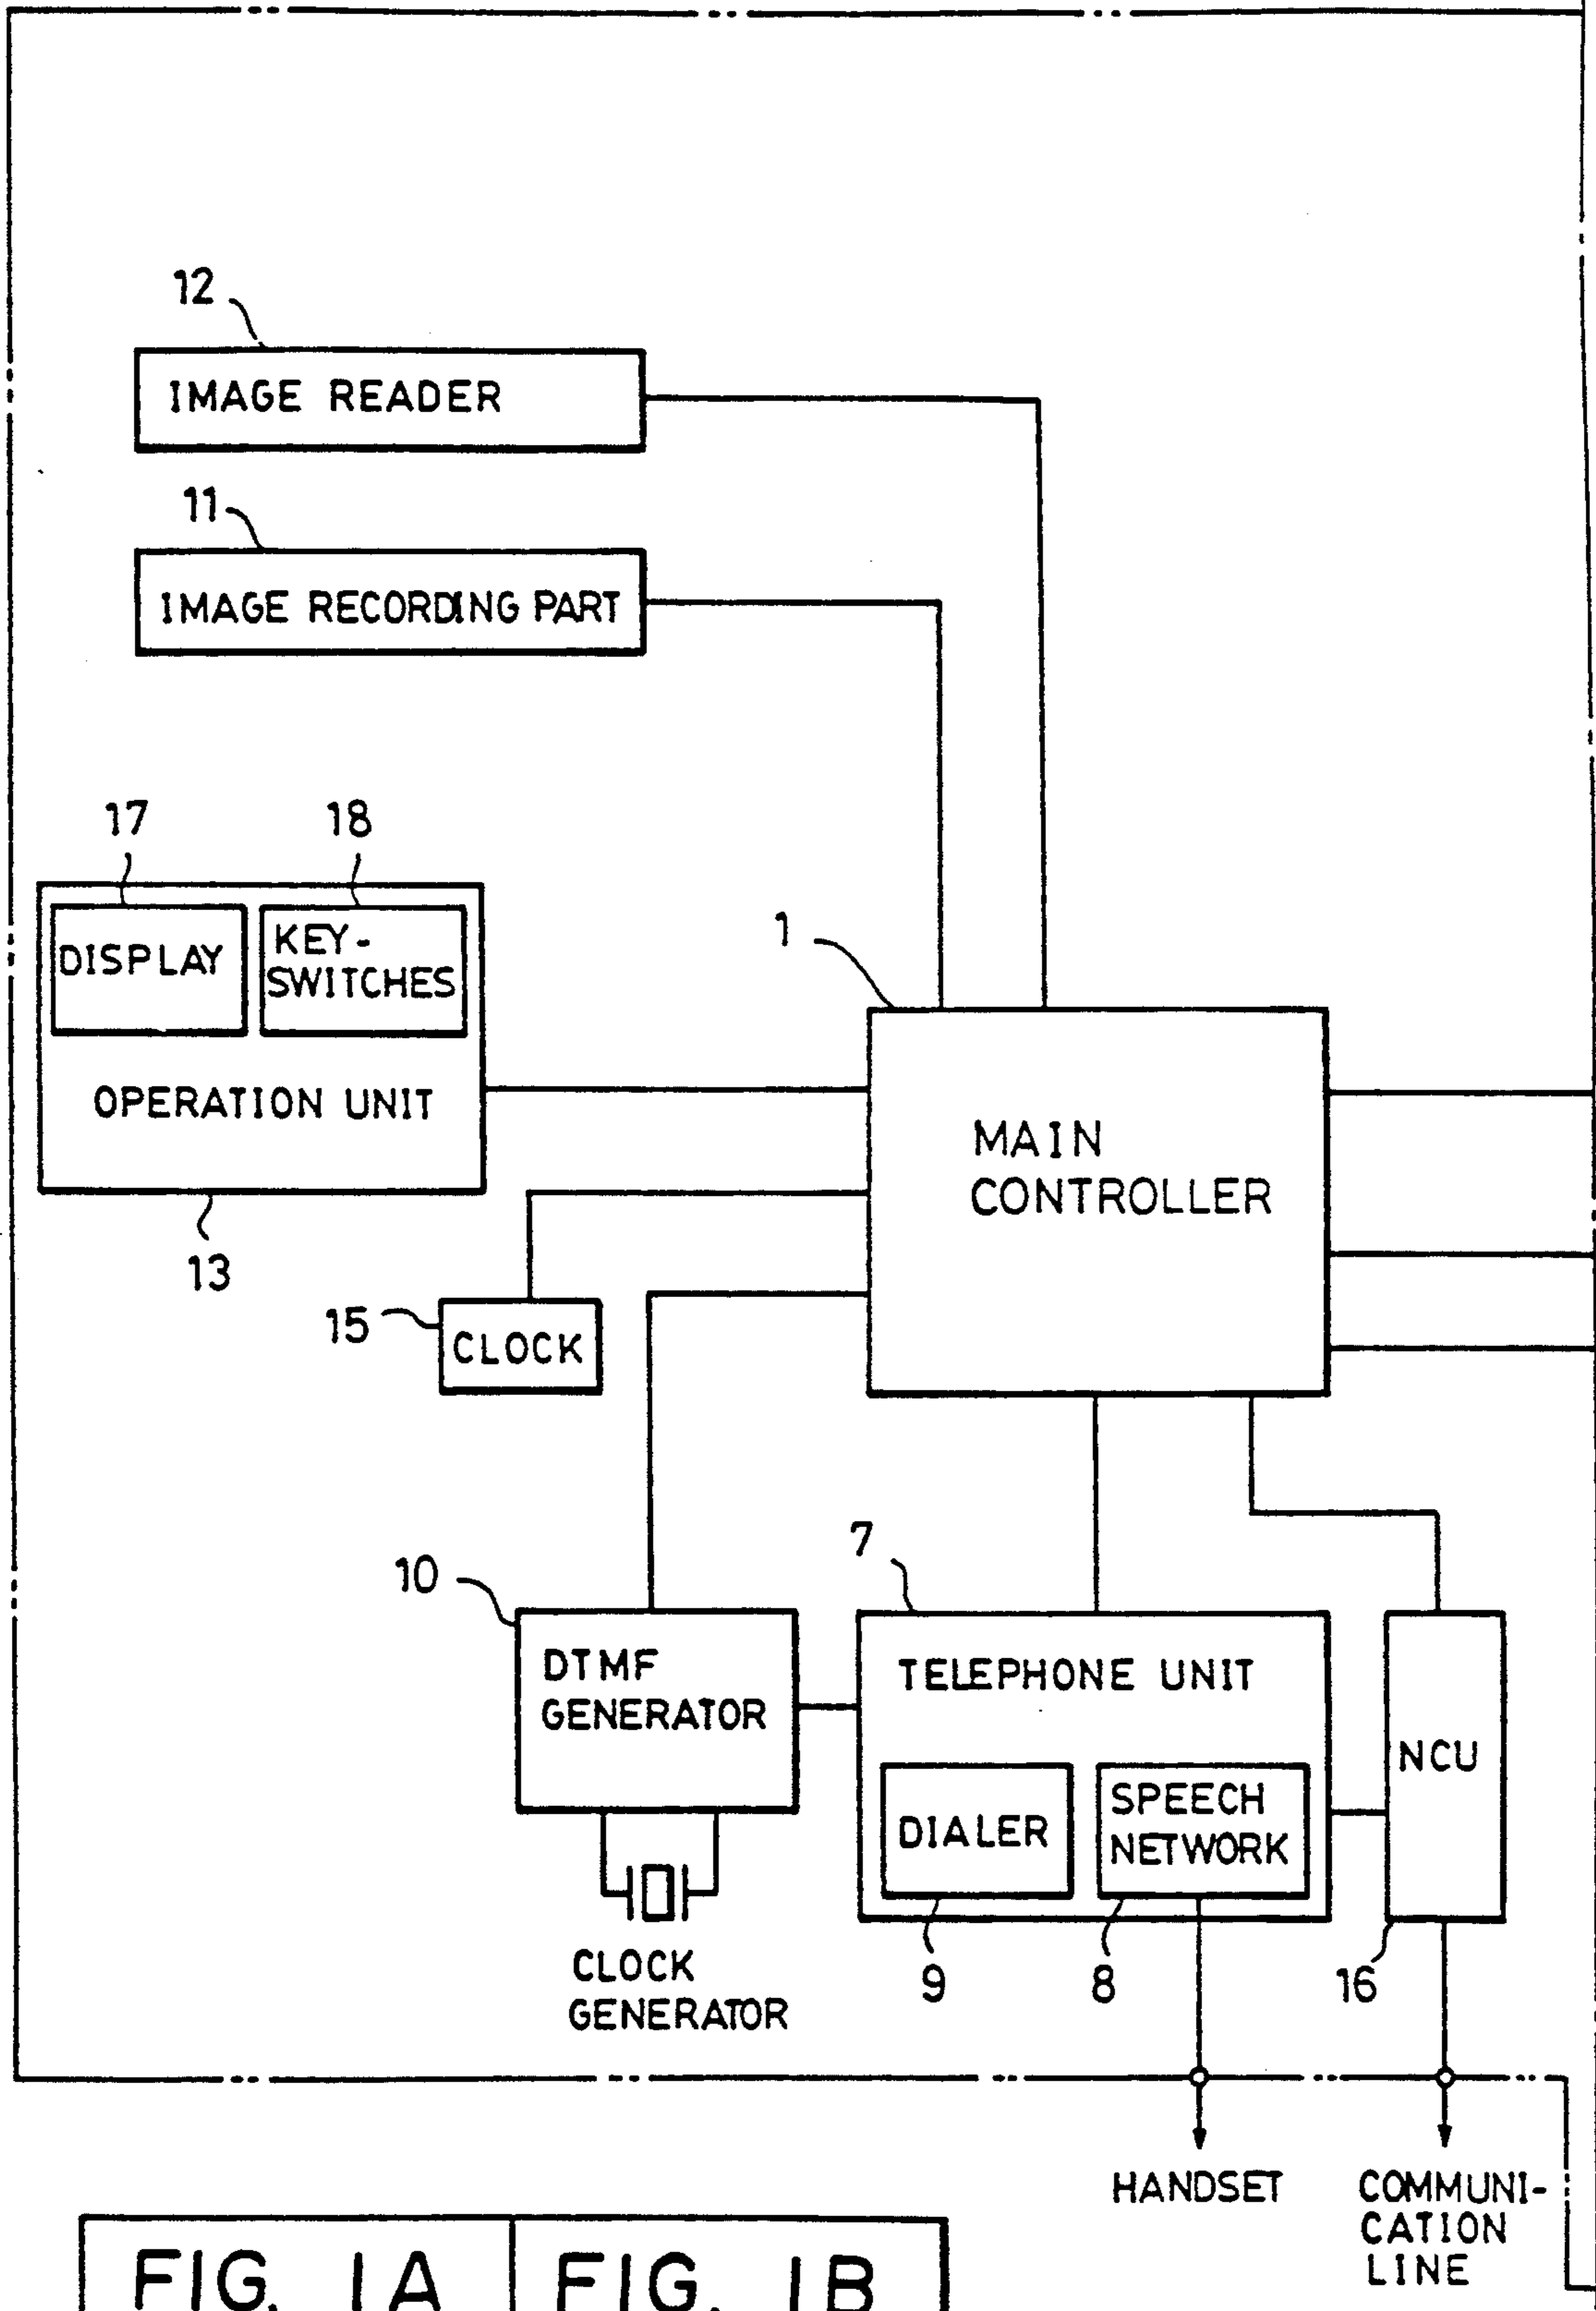 12
IMAGE READER
11
IMAGE RECORDING PART
17
18
DISPLAY
KEY-
SWITCHES
OPERATION UNIT
13
1
MAIN
CONTROLLER
15
CLOCK
10
DTMF
GENERATOR
CLOCK
GENERATOR
7
TELEPHONE UNIT
DIALER
SPEECH
NETWORK
NCU
9
8
16
HANDSET
COMMUNI-
CATION
LINE
FIG. 1A
FIG. 1B